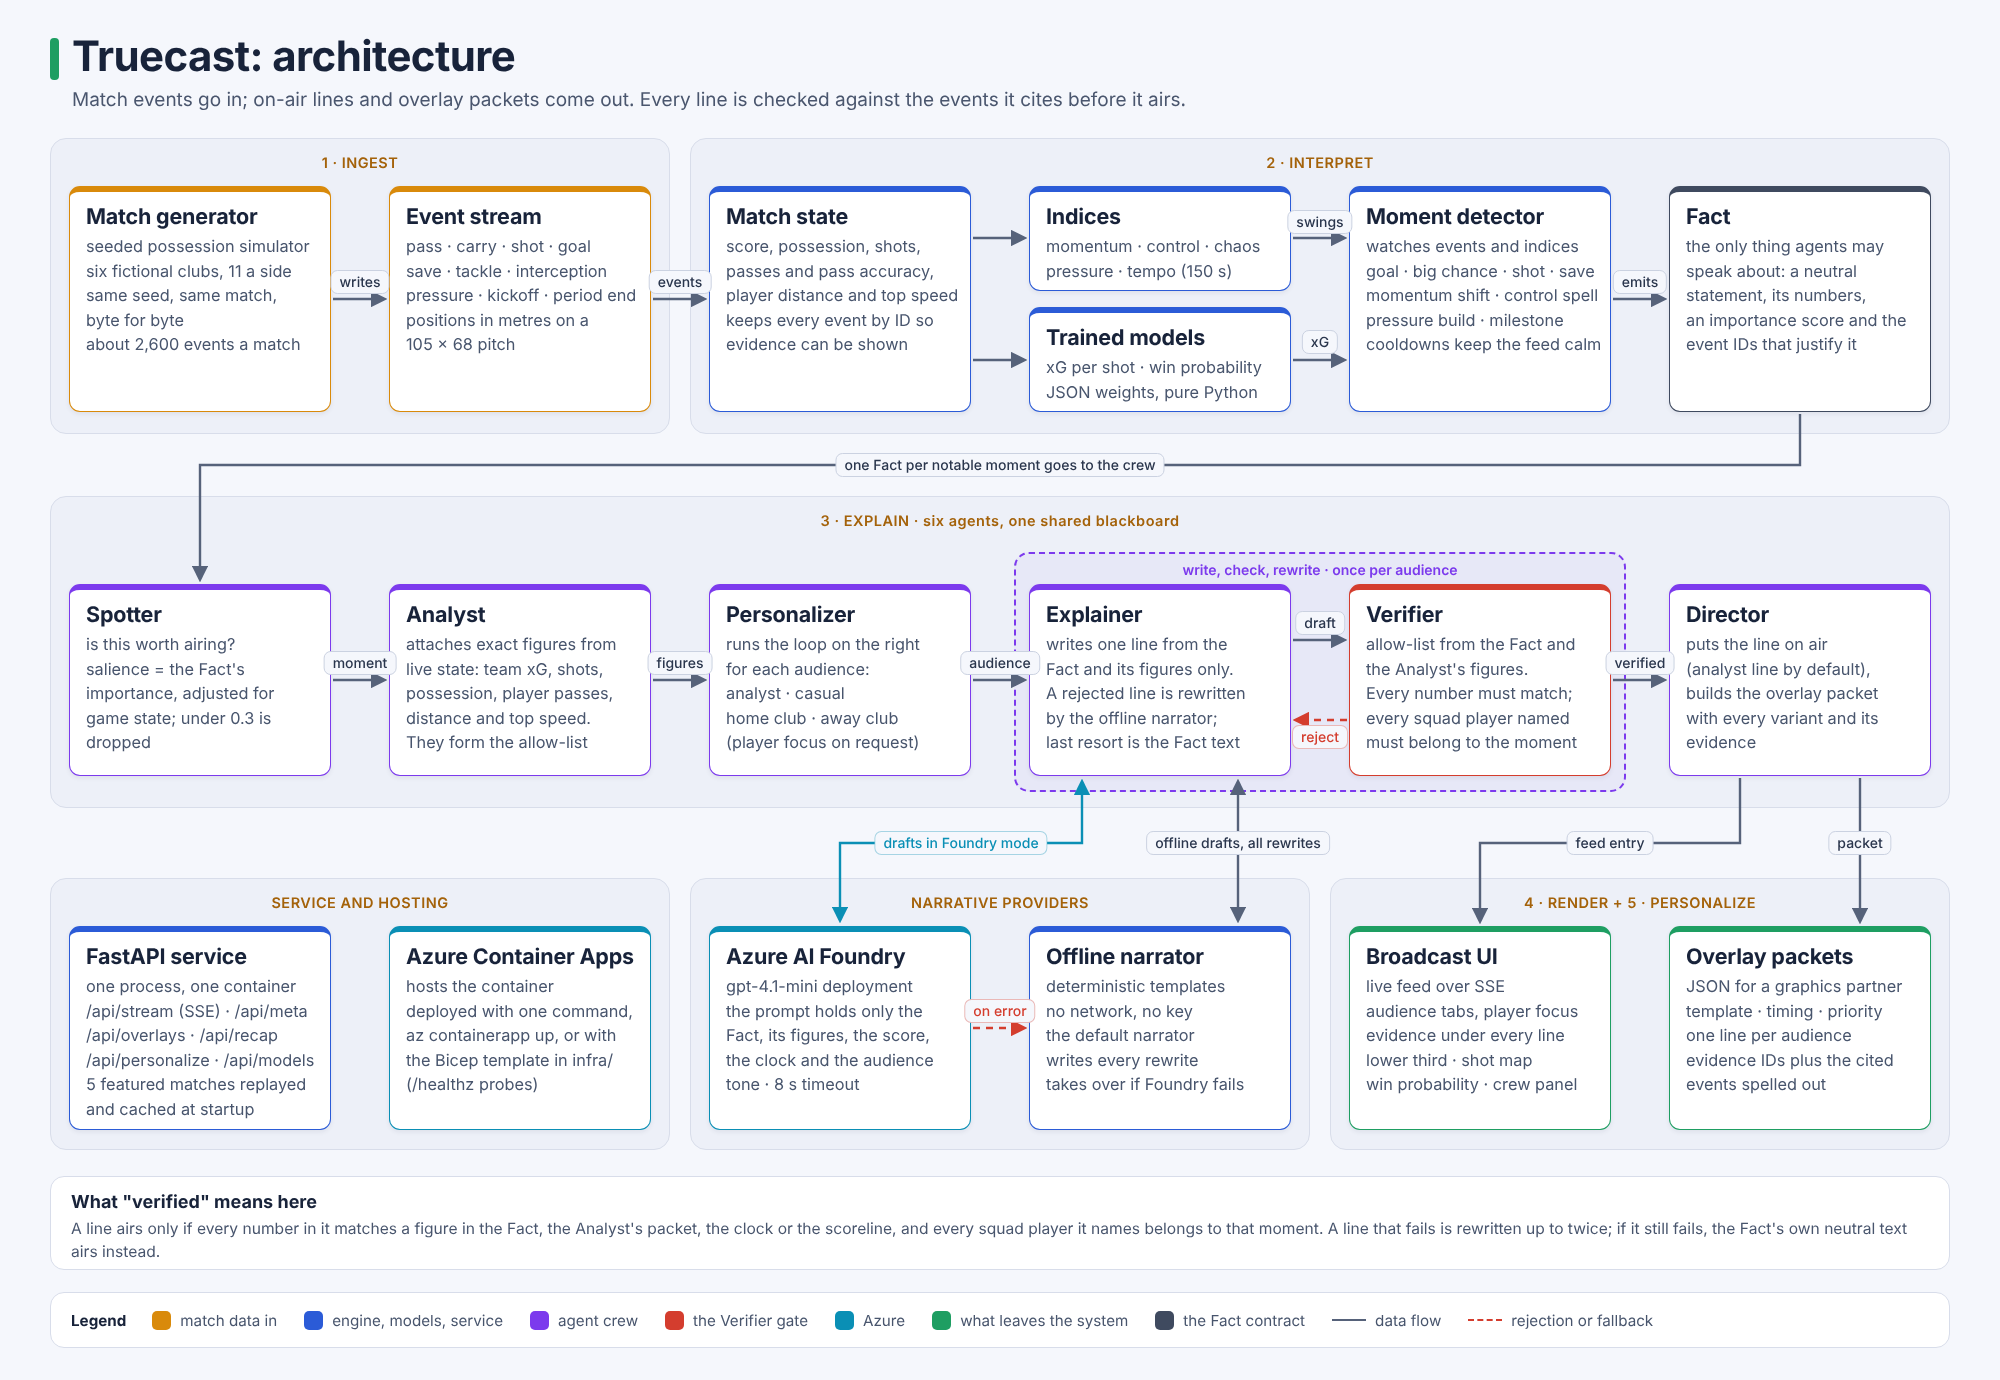 Truecast: architecture
Match events go in; on-air lines and overlay packets come out. Every line is checked against the events it cites before it airs.
1 · INGEST
Match generator
seeded possession simulator
six fictional clubs, 11 a side
same seed, same match,
byte for byte
about 2,600 events a match
writes
Event stream
pass · carry · shot · goal
save · tackle · interception
pressure · kickoff · period end
positions in metres on a
105 × 68 pitch
events
2 · INTERPRET
Match state
score, possession, shots,
passes and pass accuracy,
player distance and top speed
keeps every event by ID so
evidence can be shown
Indices
momentum · control · chaos
pressure · tempo (150 s)
swings
Trained models
xG per shot · win probability
JSON weights, pure Python
xG
Moment detector
watches events and indices
goal · big chance · shot · save
momentum shift · control spell
pressure build · milestone
cooldowns keep the feed calm
emits
Fact
the only thing agents may
speak about: a neutral
statement, its numbers,
an importance score and the
event IDs that justify it
one Fact per notable moment goes to the crew
3 · EXPLAIN · six agents, one shared blackboard
Spotter
is this worth airing?
salience = the Fact's
importance, adjusted for
game state; under 0.3 is
dropped
moment
Analyst
attaches exact figures from
live state: team xG, shots,
possession, player passes,
distance and top speed.
They form the allow-list
figures
Personalizer
runs the loop on the right
for each audience:
analyst · casual
home club · away club
(player focus on request)
audience
write, check, rewrite · once per audience
Explainer
writes one line from the
Fact and its figures only.
A rejected line is rewritten
by the offline narrator;
last resort is the Fact text
draft
reject
Verifier
allow-list from the Fact and
the Analyst's figures.
Every number must match;
every squad player named
must belong to the moment
verified
Director
puts the line on air
(analyst line by default),
builds the overlay packet
with every variant and its
evidence
drafts in Foundry mode
offline drafts, all rewrites
feed entry
packet
SERVICE AND HOSTING
FastAPI service
one process, one container
/api/stream (SSE) · /api/meta
/api/overlays · /api/recap
/api/personalize · /api/models
5 featured matches replayed
and cached at startup
Azure Container Apps
hosts the container
deployed with one command,
az containerapp up, or with
the Bicep template in infra/
(/healthz probes)
NARRATIVE PROVIDERS
Azure AI Foundry
gpt-4.1-mini deployment
the prompt holds only the
Fact, its figures, the score,
the clock and the audience
tone · 8 s timeout
on error
Offline narrator
deterministic templates
no network, no key
the default narrator
writes every rewrite
takes over if Foundry fails
4 · RENDER + 5 · PERSONALIZE
Broadcast UI
live feed over SSE
audience tabs, player focus
evidence under every line
lower third · shot map
win probability · crew panel
Overlay packets
JSON for a graphics partner
template · timing · priority
one line per audience
evidence IDs plus the cited
events spelled out
What "verified" means here
A line airs only if every number in it matches a figure in the Fact, the Analyst's packet, the clock or the scoreline, and every squad player it names belongs to that moment. A line that fails is rewritten up to twice; if it still fails, the Fact's own neutral text
airs instead.
Legend
match data in
engine, models, service
agent crew
the Verifier gate
Azure
what leaves the system
the Fact contract
data flow
rejection or fallback